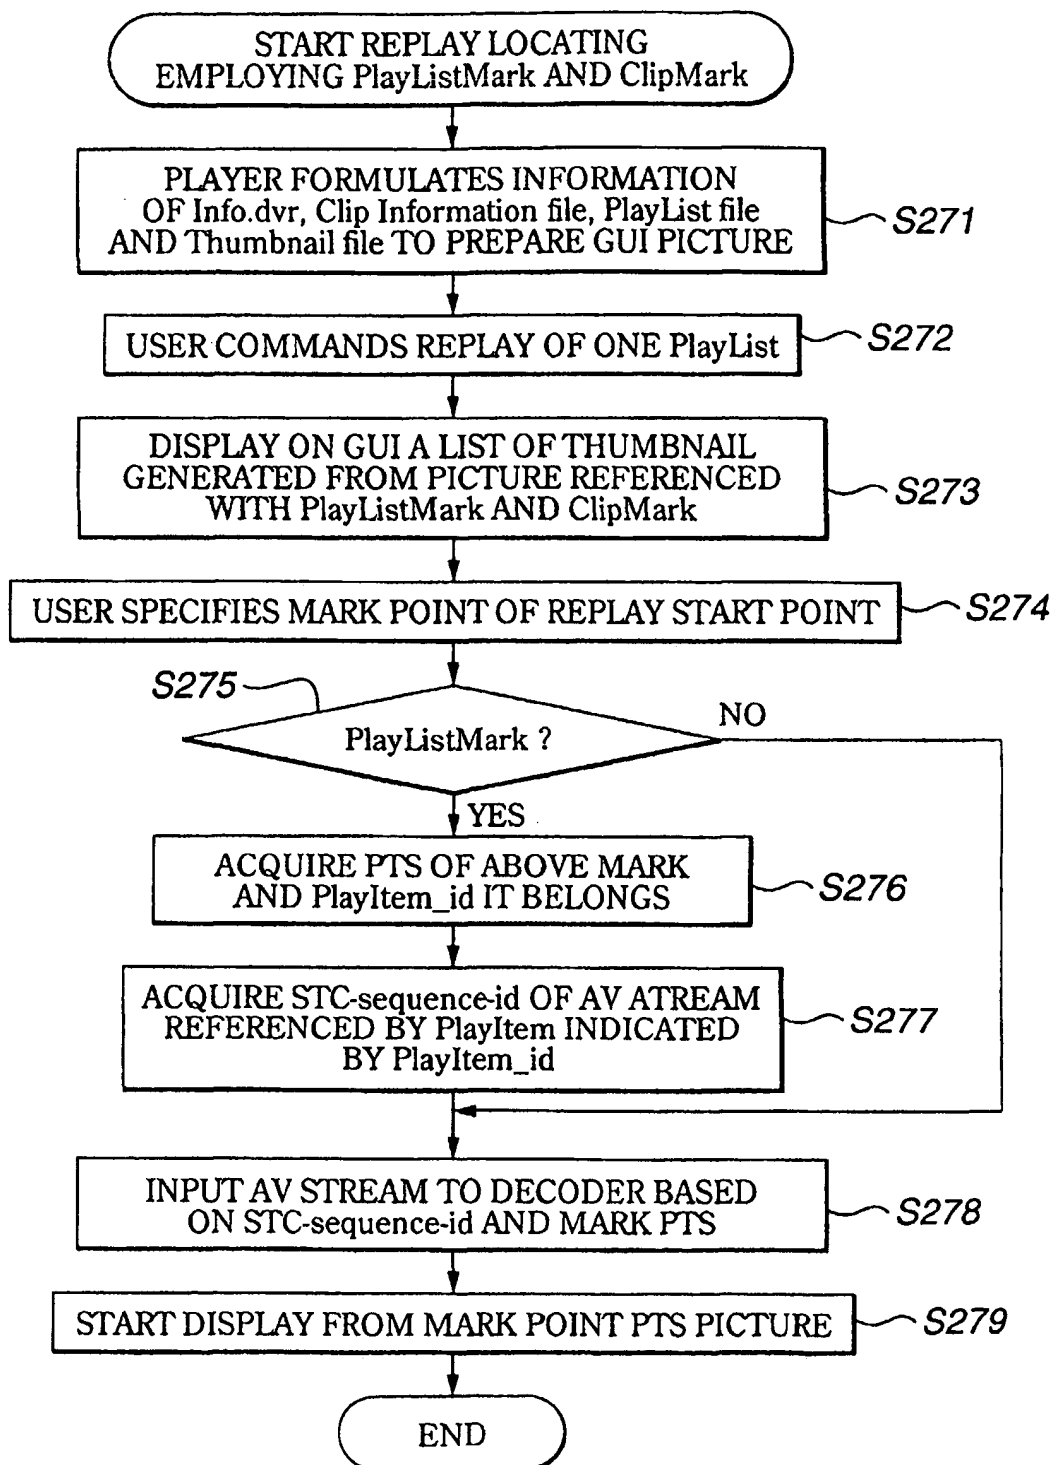 START REPLAY LOCATING
EMPLOYING PlayListMark AND ClipMark
PLAYER FORMULATES INFORMATION
OF Info.dvr, Clip Information file, PlayList file
AND Thumbnail file TO PREPARE GUI PICTURE
S271
USER COMMANDS REPLAY OF ONE PlayList
S272
DISPLAY ON GUI A LIST OF THUMBNAIL
GENERATED FROM PICTURE REFERENCED
WITH PlayListMark AND ClipMark
S273
USER SPECIFIES MARK POINT OF REPLAY START POINT
S274
S275
PlayListMark ?
NO
YES
ACQUIRE PTS OF ABOVE MARK
AND PlayItem_id IT BELONGS
S276
ACQUIRE STC-sequence-id OF AV ATREAM
REFERENCED BY PlayItem INDICATED
BY PlayItem_id
S277
INPUT AV STREAM TO DECODER BASED
ON STC-sequence-id AND MARK PTS
S278
START DISPLAY FROM MARK POINT PTS PICTURE
S279
END